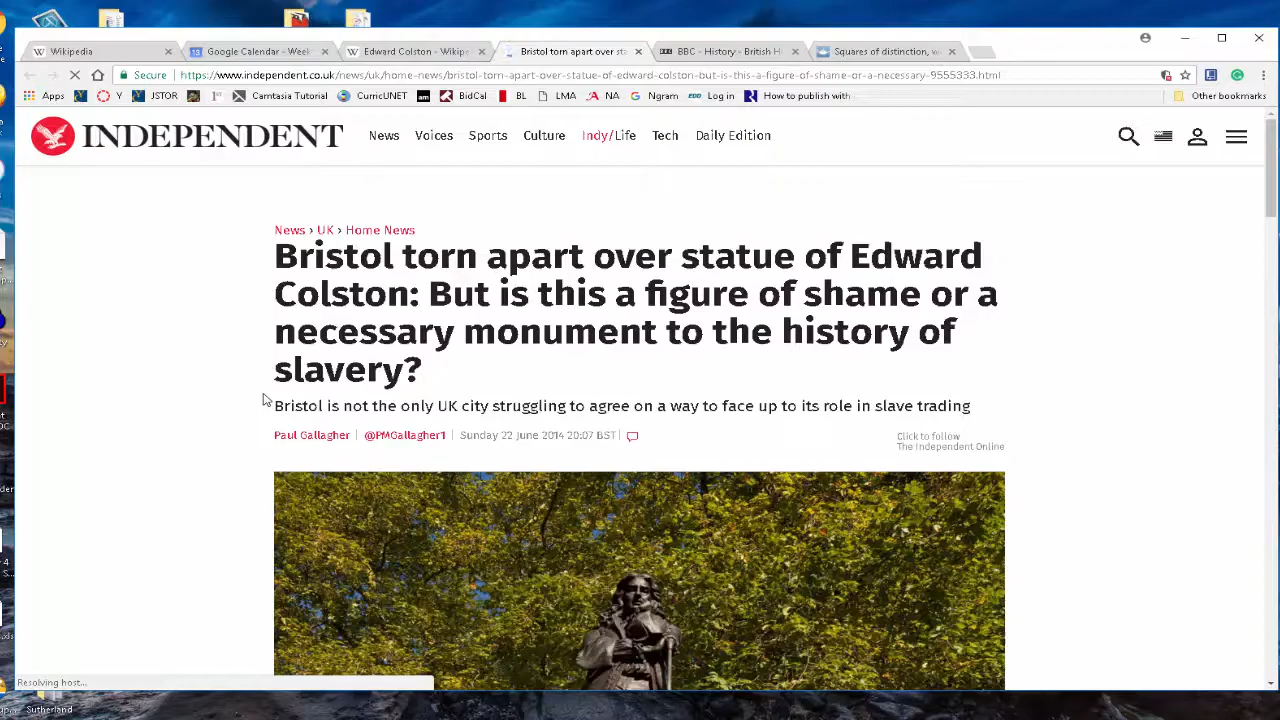 Wikipedia
Google Calendar - Week
Edward Colston - Wikip
Bristol torn apart over sta
BBC - History - British Hi
Squares of distinction, w
Secure
https://www.independent.co.uk/news/uk/home-news/bristol-torn-apart-over-statue-of-edward-colston-but-is-this-a-figure-of-shame-or-a-necessary-9555333.html
Apps
Y
JSTOR
1st
Camtasia Tutorial
CurricUNET
am
BidCal
BL
LMA
NA
Ngram
EDD Log in
How to publish with
Other bookmarks
INDEPENDENT
News Voices Sports Culture Indy/Life Tech Daily Edition
News › UK › Home News
Bristol torn apart over statue of Edward
Colston: But is this a figure of shame or a
necessary monument to the history of
slavery?
Bristol is not the only UK city struggling to agree on a way to face up to its role in slave trading
Paul Gallagher | @PMGallagher1 | Sunday 22 June 2014 20:07 BST |
Click to follow
The Independent Online
Resolving host...
Sutherland